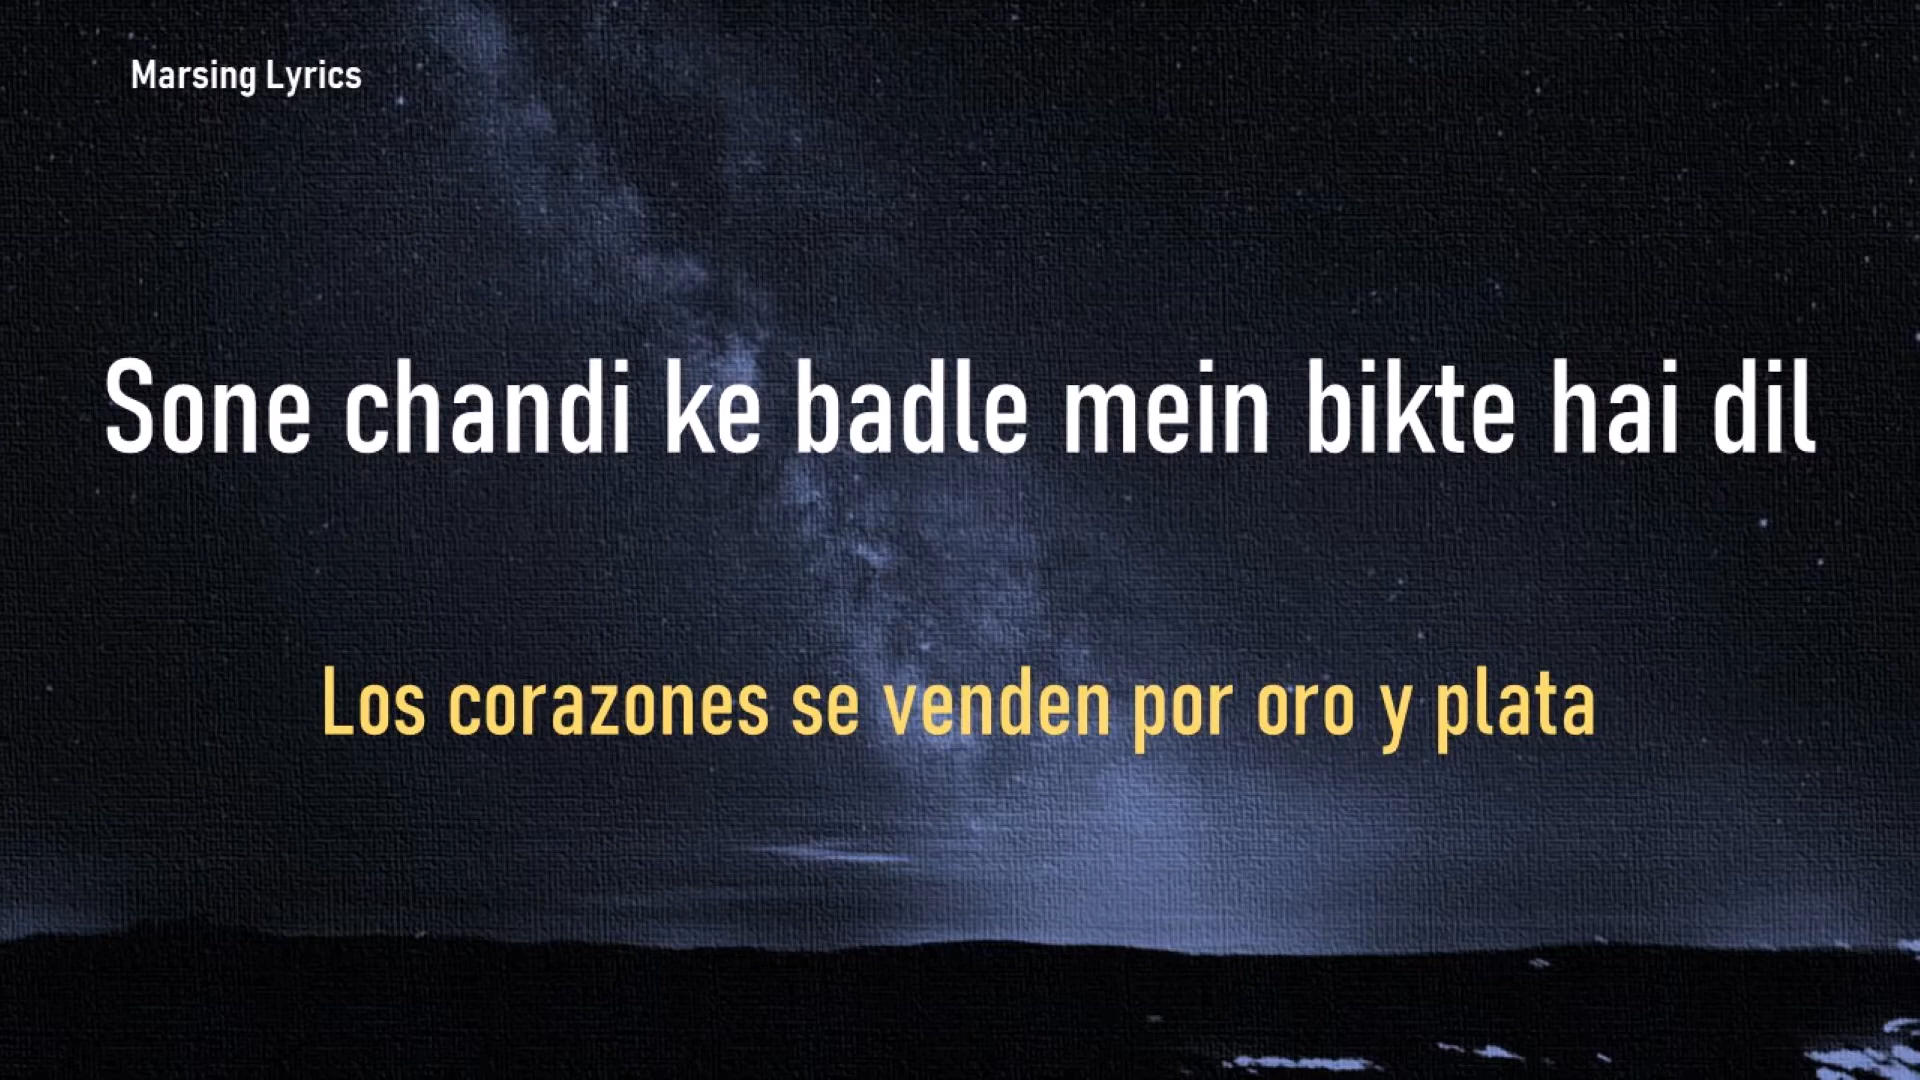 Marsing Lyrics
Sone chandi ke badle mein bikte hai dil
Los corazones se venden por oro y plata